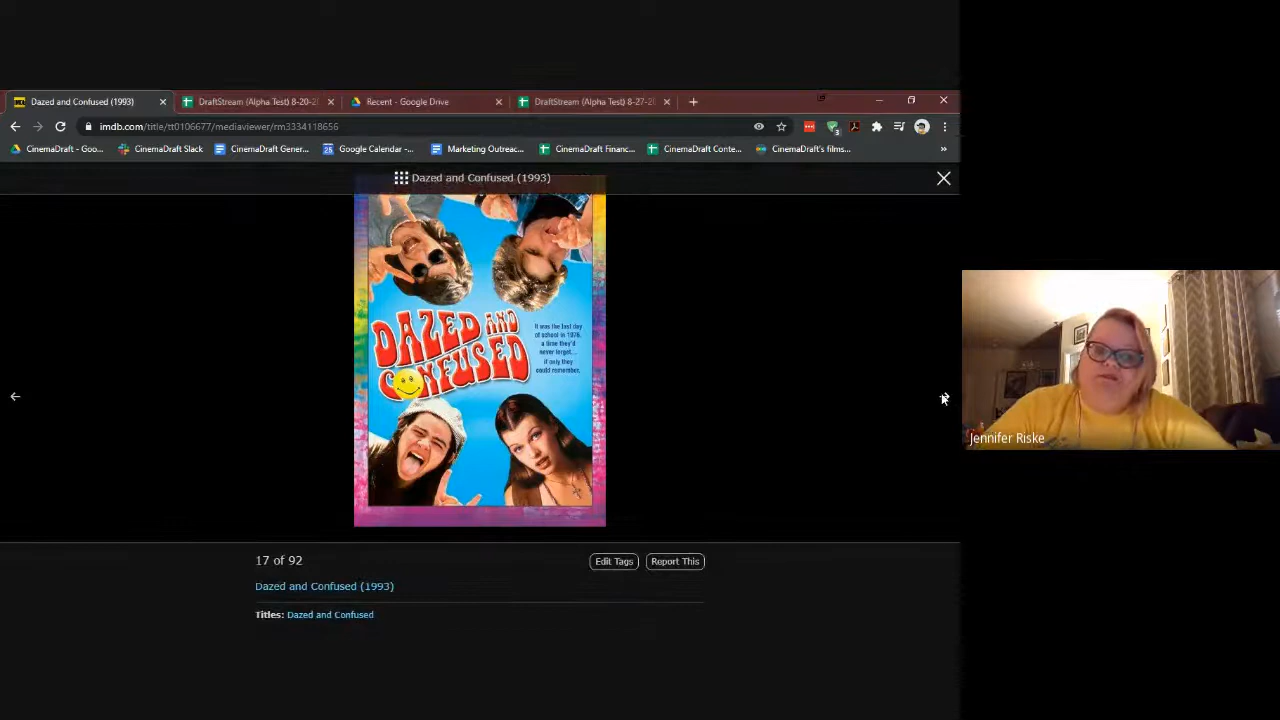 Dazed and Confused (1993)
DraftStream (Alpha Test) 8-20-2
Recent - Google Drive
DraftStream (Alpha Test) 8-27-2
imdb.com/title/tt0106677/mediaviewer/rm3334118656
3
CinemaDraft - Goo...
CinemaDraft Slack
CinemaDraft Gener...
Google Calendar -...
Marketing Outreac...
CinemaDraft Financ...
CinemaDraft Conte...
CinemaDraft's films...
»
Dazed and Confused (1993)
DAZED AND
CONFUSED
It was the last day
of school in 1976,
a time they'd
never forget...
if only they
could remember.
Jennifer Riske
17 of 92
Edit Tags
Report This
Dazed and Confused (1993)
Titles: Dazed and Confused